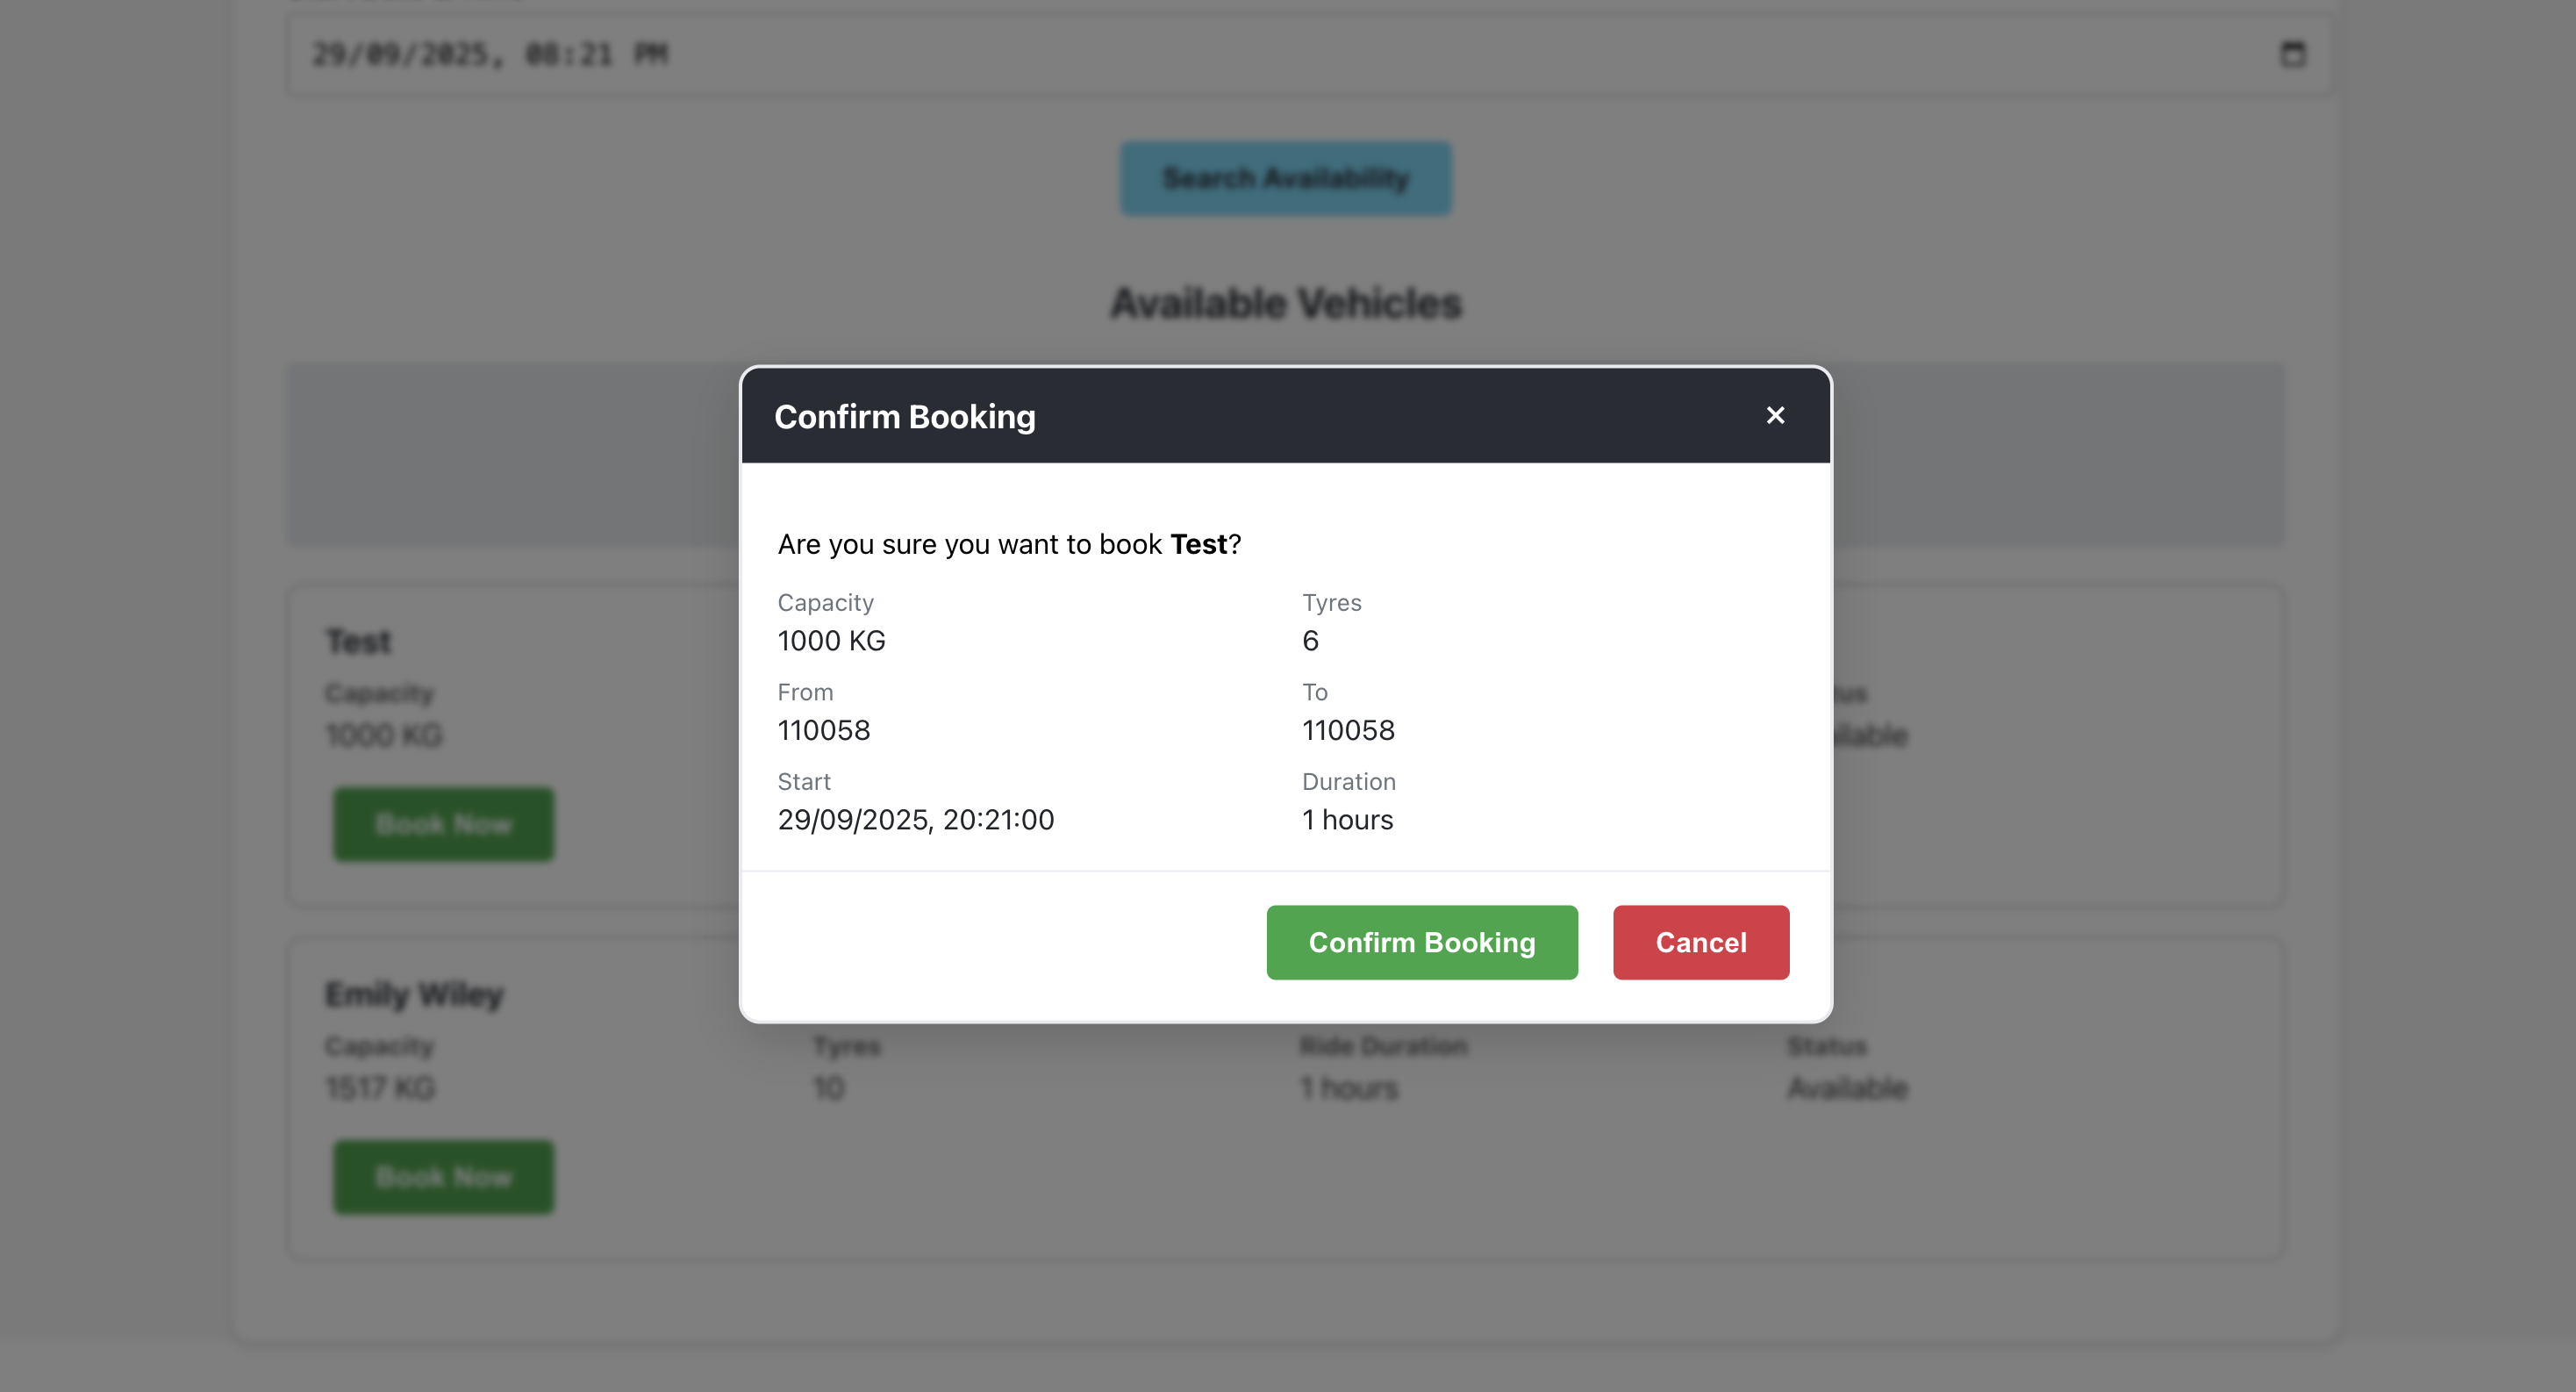 29/09/2025, 08:21 PM
Search Availability
Available Vehicles
Confirm Booking ×
Are you sure you want to book Test?
Capacity Tyres
1000 KG 6
From To
110058 110058
Start Duration
29/09/2025, 20:21:00 1 hours
Confirm Booking Cancel
Test
Capacity
1000 KG
Book Now
Emily Wiley
Capacity Tyres Ride Duration Status
1517 KG 10 1 hours Available
Book Now